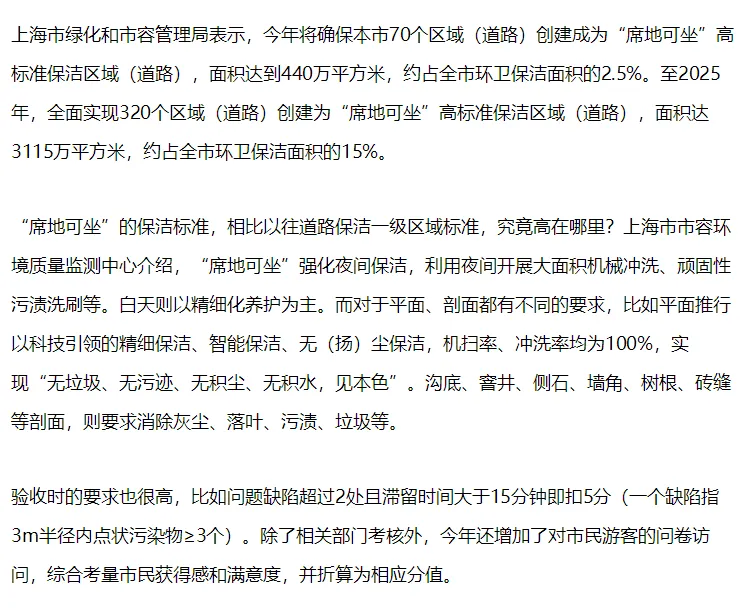 上海市绿化和市容管理局表示，今年将确保本市70个区域（道路）创建成为“席地可坐”高
标准保洁区域（道路），面积达到440万平方米，约占全市环卫保洁面积的2.5%。至2025
年，全面实现320个区域（道路）创建为“席地可坐”高标准保洁区域（道路），面积达
3115万平方米，约占全市环卫保洁面积的15%。
“席地可坐”的保洁标准，相比以往道路保洁一级区域标准，究竟高在哪里？上海市市容环
境质量监测中心介绍，“席地可坐”强化夜间保洁，利用夜间开展大面积机械冲洗、顽固性
污渍洗刷等。白天则以精细化养护为主。而对于平面、剖面都有不同的要求，比如平面推行
以科技引领的精细保洁、智能保洁、无（扬）尘保洁，机扫率、冲洗率均为100%，实
现“无垃圾、无污迹、无积尘、无积水，见本色”。沟底、窨井、侧石、墙角、树根、砖缝
等剖面，则要求消除灰尘、落叶、污渍、垃圾等。
验收时的要求也很高，比如问题缺陷超过2处且滞留时间大于15分钟即扣5分（一个缺陷指
3m半径内点状污染物≥3个）。除了相关部门考核外，今年还增加了对市民游客的问卷访
问，综合考量市民获得感和满意度，并折算为相应分值。